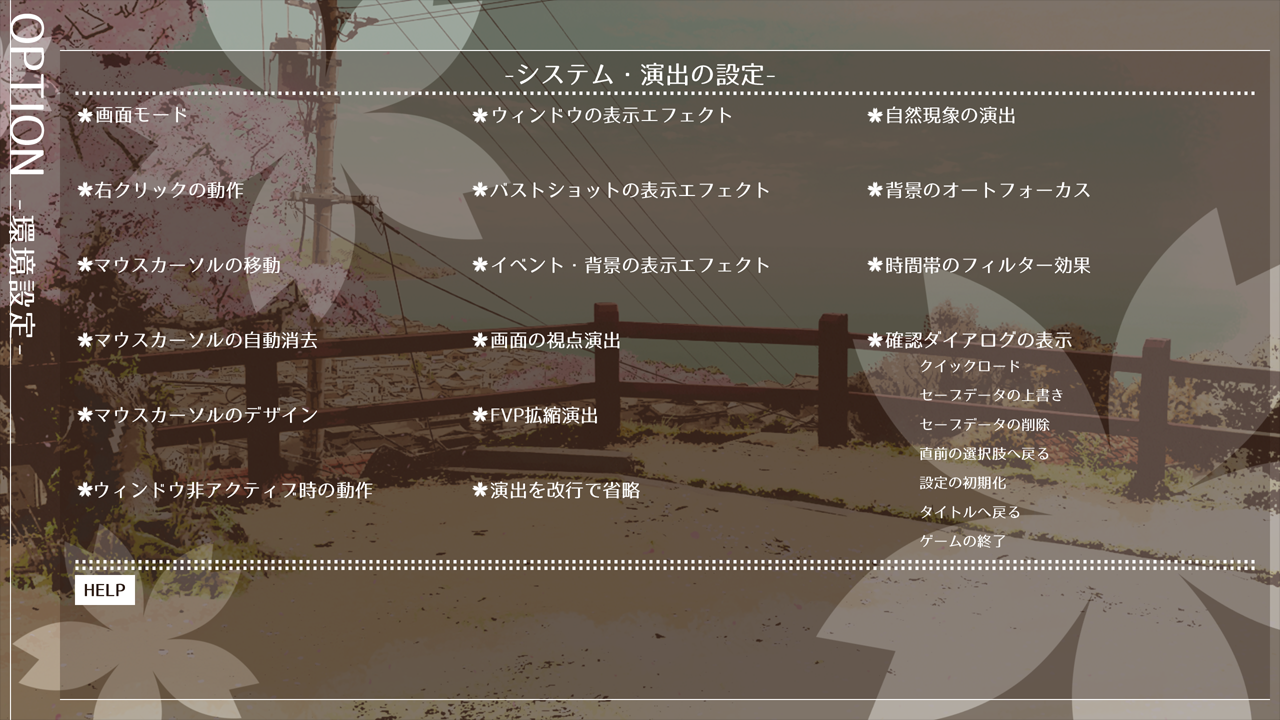 OPTION -環境設定-
-システム・演出の設定-
✽画面モード
✽右クリックの動作
✽マウスカーソルの移動
✽マウスカーソルの自動消去
✽マウスカーソルのデザイン
✽ウィンドウ非アクティブ時の動作
✽ウィンドウの表示エフェクト
✽バストショットの表示エフェクト
✽イベント・背景の表示エフェクト
✽画面の視点演出
✽FVP拡縮演出
✽演出を改行で省略
✽自然現象の演出
✽背景のオートフォーカス
✽時間帯のフィルター効果
✽確認ダイアログの表示
クイックロード
セーブデータの上書き
セーブデータの削除
直前の選択肢へ戻る
設定の初期化
タイトルへ戻る
ゲームの終了
HELP